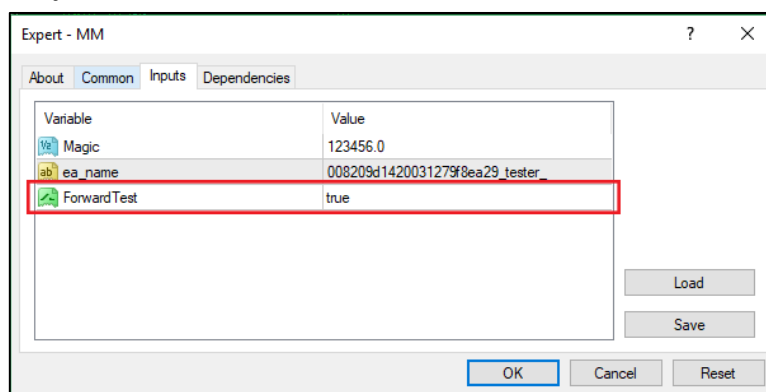 Expert - MM
?
About Common Inputs Dependencies
Variable Value
Magic 123456.0
ab ea_name 008209d1420031279f8ea29_tester_
ForwardTest true
Load
Save
OK Cancel Reset